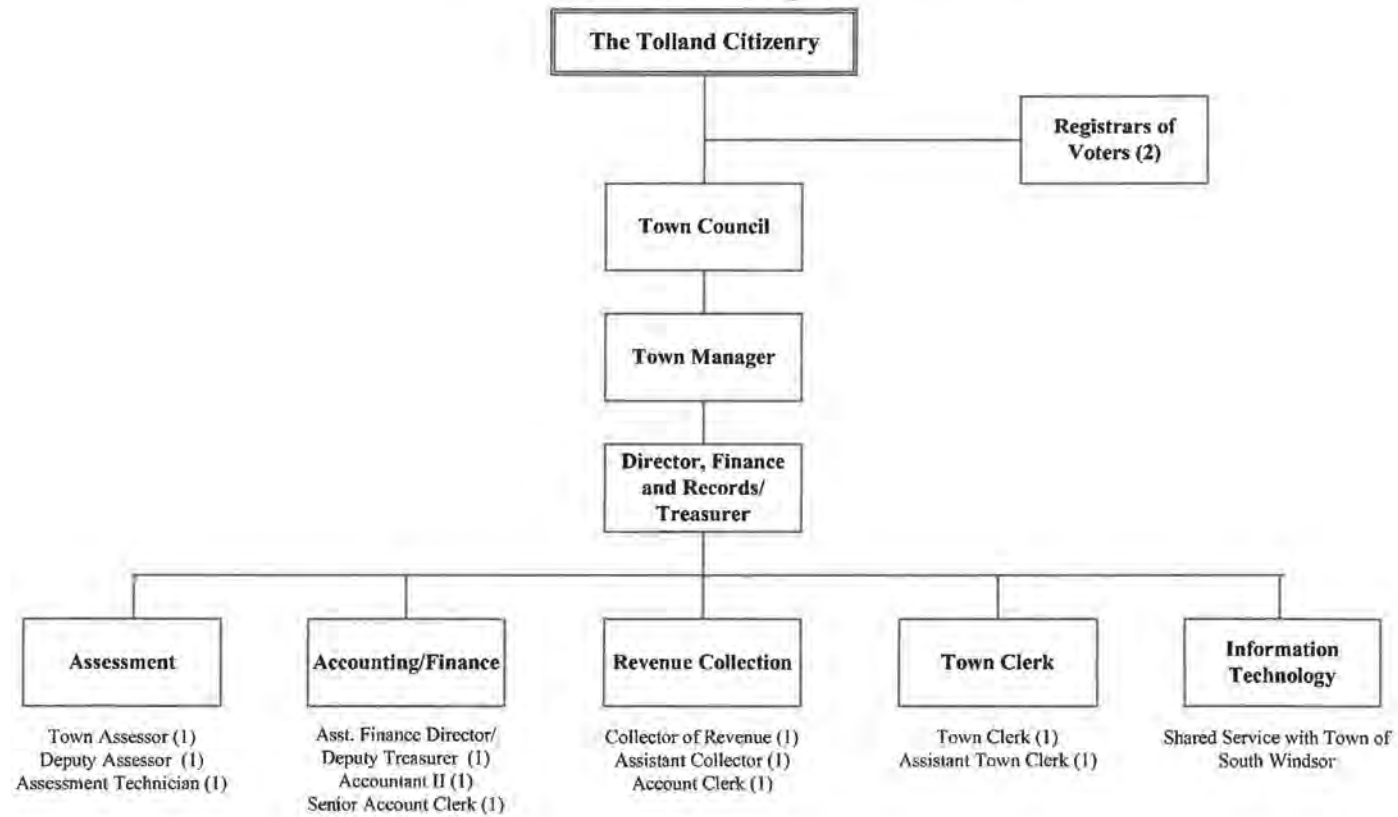 The Tolland Citizenry
Registrars of
Voters (2)
Town Council
Town Manager
Director, Finance
and Records/
Treasurer
Assessment
Town Assessor (1)
Deputy Assessor (1)
Assessment Technician (1)
Accounting/Finance
Asst. Finance Director/
Deputy Treasurer (1)
Accountant II (1)
Senior Account Clerk (1)
Revenue Collection
Collector of Revenue (1)
Assistant Collector (1)
Account Clerk (1)
Town Clerk
Town Clerk (1)
Assistant Town Clerk (1)
Information
Technology
Shared Service with Town of
South Windsor